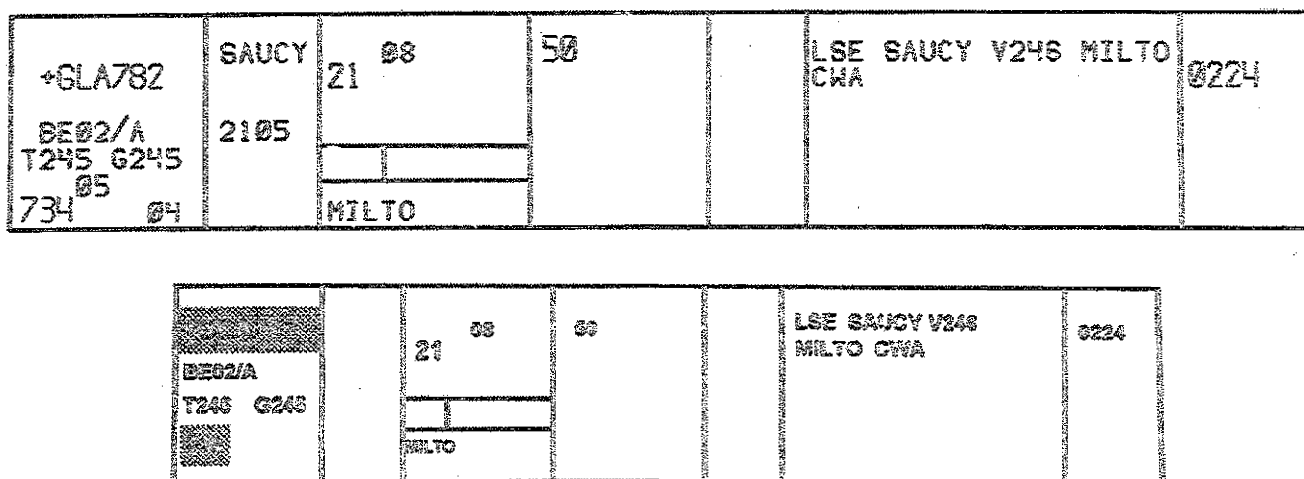 +GLA782
BE02/A
T245 G245
05
734 04
SAUCY
2105
08
21
MILTO
50
LSE SAUCY V246 MILTO
CWA
0224
BE02/A
T246 G246
08
21
MILTO
LSE SAUCY V246
MILTO CWA
0224